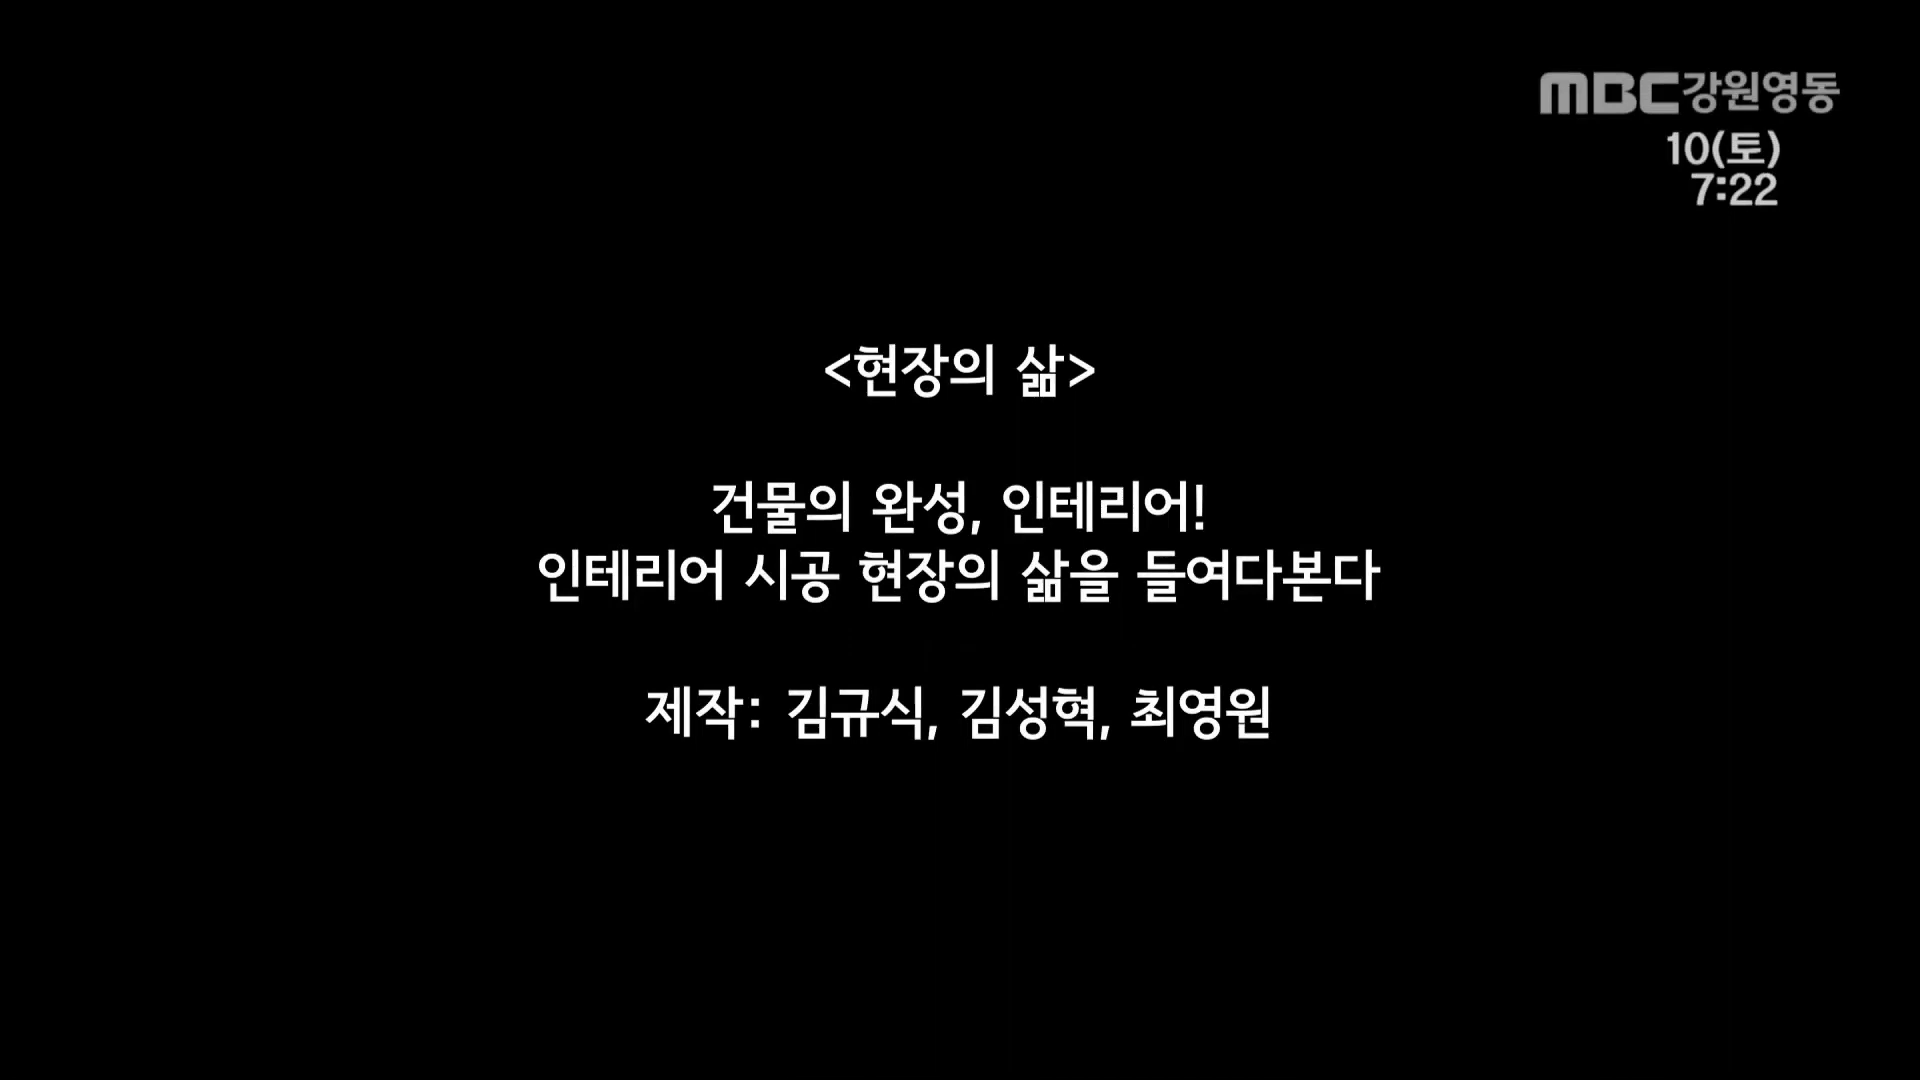 MBC강원영동
10(토)
7:22
<현장의 삶>
건물의 완성, 인테리어!
인테리어 시공 현장의 삶을 들여다본다
제작: 김규식, 김성혁, 최영원